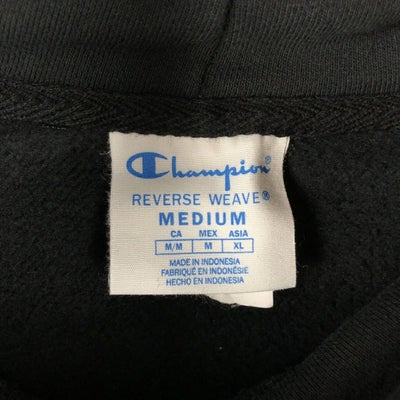 Champion
REVERSE WEAVE®
MEDIUM
CA MEX ASIA
M/M M XL
MADE IN INDONESIA
FABRIQUÉ EN INDONÉSIE
HECHO EN INDONESIA